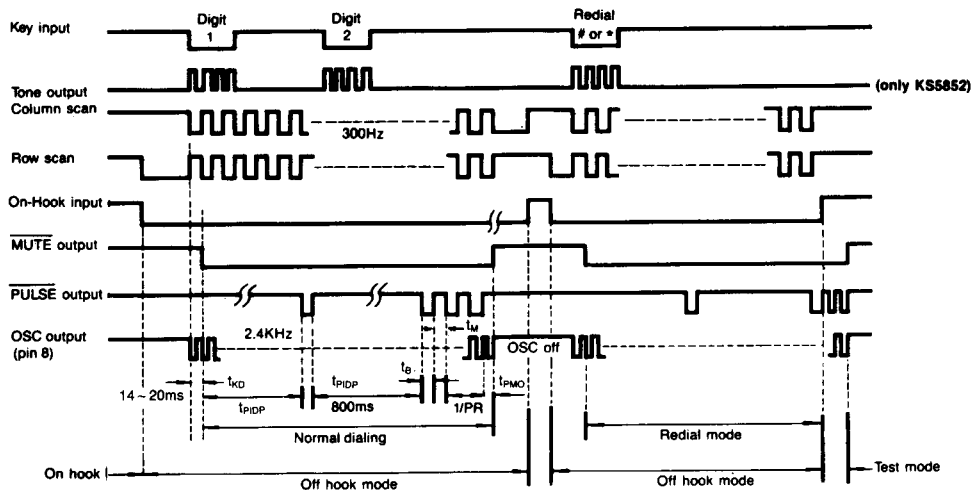 Key input
Digit
1
Digit
2
Redial
# or *
Tone output
(only KS5852)
Column scan
300Hz
Row scan
On-Hook input
MUTE output
PULSE output
OSC output
(pin 8)
2.4KHz
tM
OSC off
14~20ms
tKD
tPIDP
tPIDP
800ms
tB
1/PR
tPMO
Normal dialing
Redial mode
On hook
Off hook mode
Off hook mode
Test mode